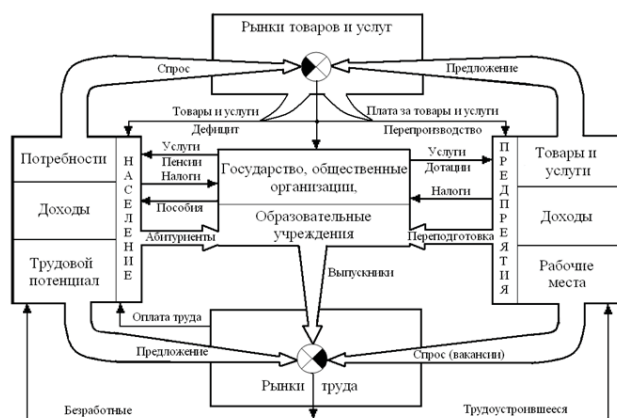 Рынки товаров и услуг
Спрос
Предложение
Товары и услуги
Плата за товары и услуги
Дефицит
Перепроизводство
Потребности
Доходы
Трудовой
потенциал
НАСЕЛЕНИЕ
Услуги
Пенсии
Налоги
Пособия
Абитуриенты
Государство, общественные
организации,
Образовательные
учреждения
Услуги
Дотации
Налоги
Переподготовка
ПРЕДПРЕЯТИЯ
Товары и
услуги
Доходы
Рабочие
места
Выпускники
Оплата труда
Предложение
Спрос (вакансии)
Рынки труда
Безработные
Трудоустроившееся